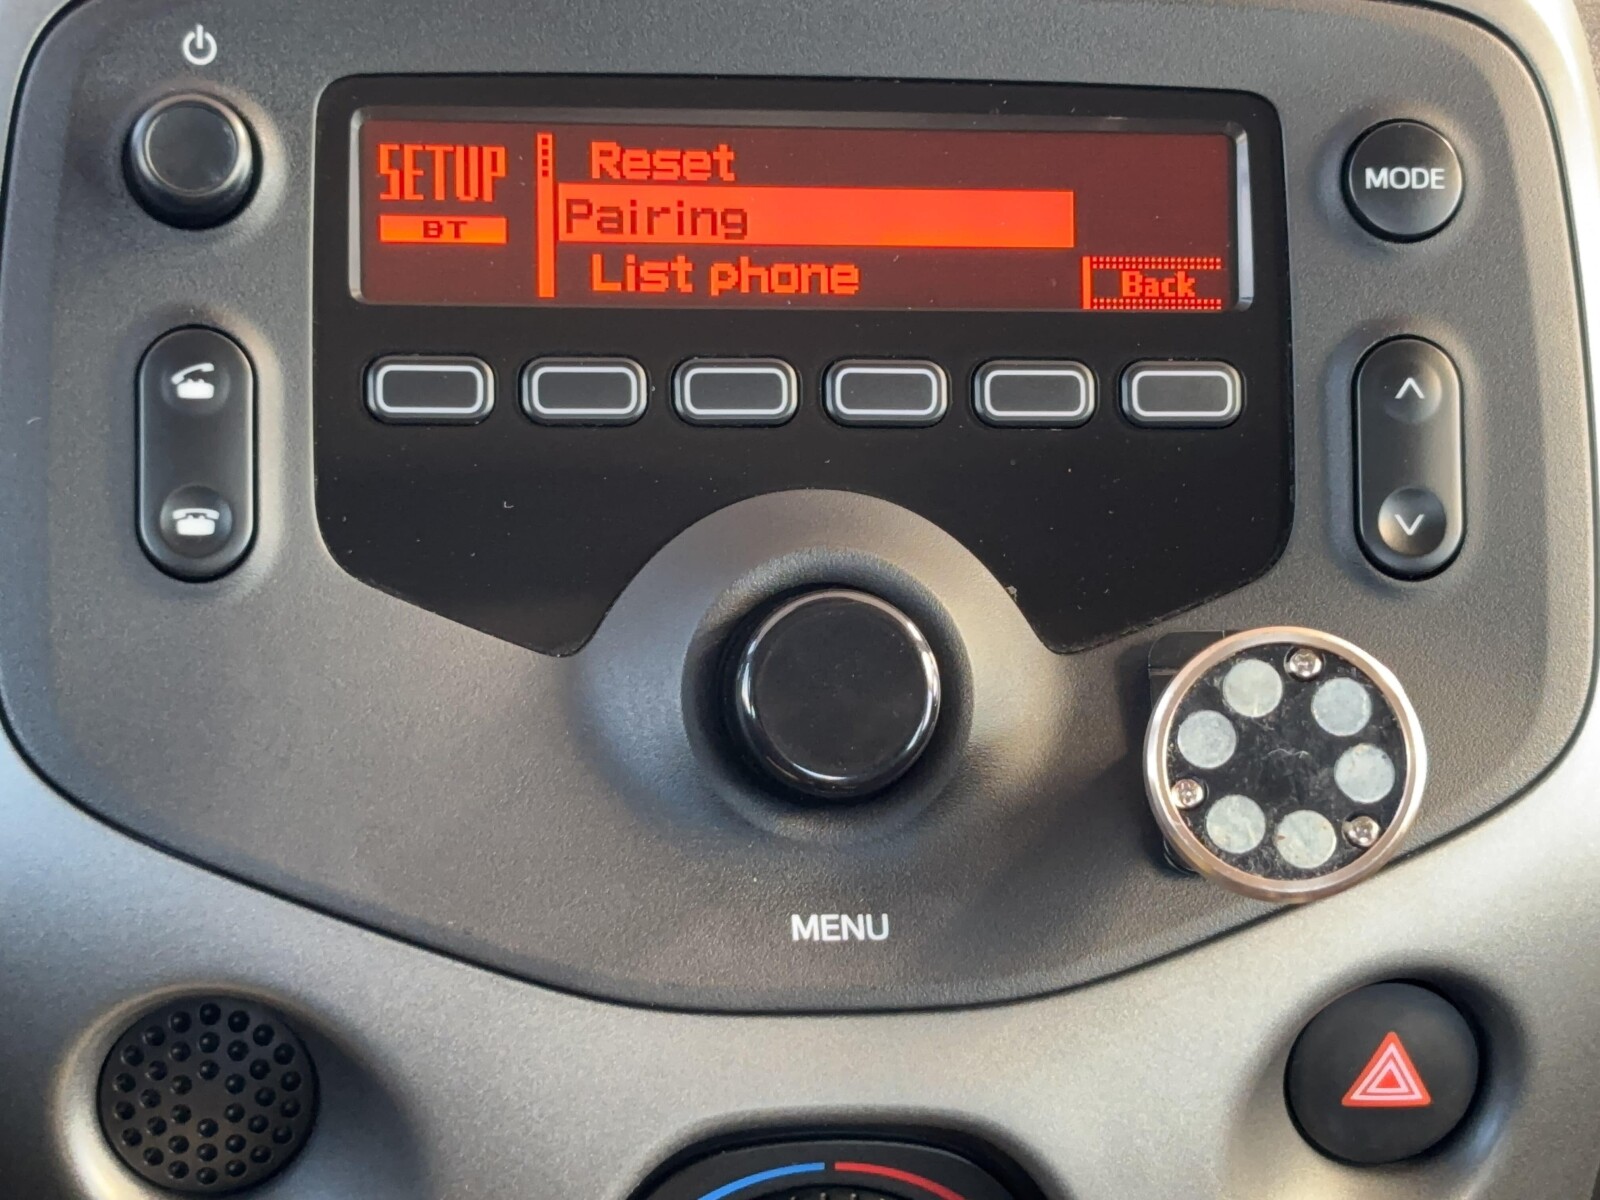 SETUP
BT
Reset
Pairing
List phone
Back
MODE
MENU